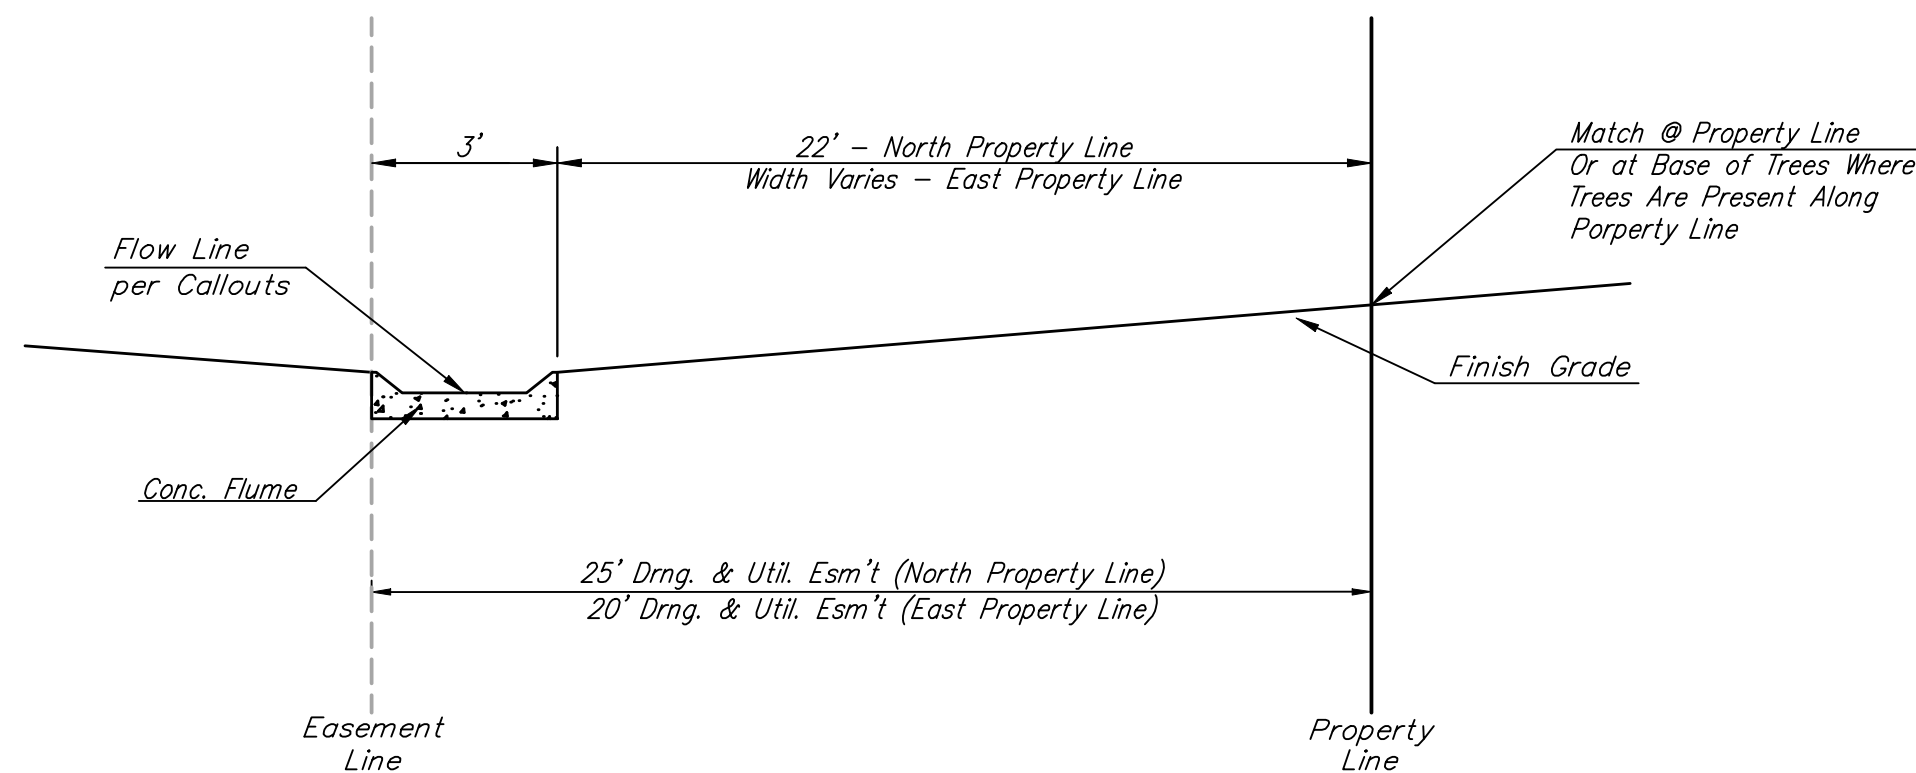 3'
22' – North Property Line
Width Varies – East Property Line
Match @ Property Line
Or at Base of Trees Where
Trees Are Present Along
Porperty Line
Flow Line
per Callouts
Finish Grade
Conc. Flume
25' Drng. & Util. Esm't (North Property Line)
20' Drng. & Util. Esm't (East Property Line)
Easement
Line
Property
Line